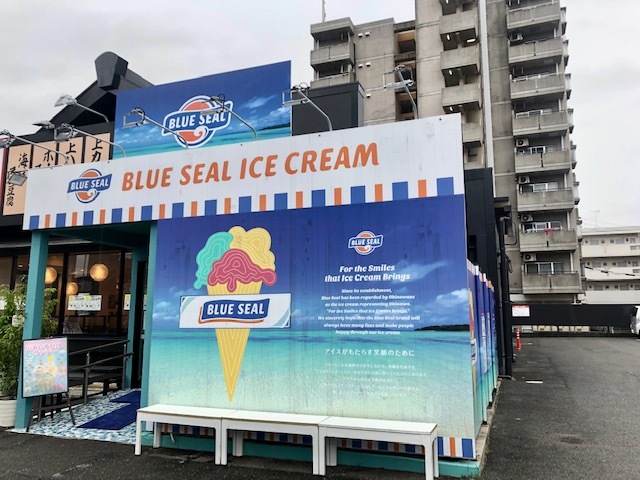 BLUE SEAL
BLUE SEAL
BLUE SEAL ICE CREAM
BLUE SEAL
BLUE SEAL
For the Smiles
that Ice Cream Brings
Since its establishment,
Blue Seal has been regarded by Okinawans
as the ice cream representing Okinawa.
"For the Smiles that Ice Cream Brings."
We sincerely hope that the Blue Seal brand will
always have many fans and make people
happy through our ice cream.
アイスがもたらす笑顔のために